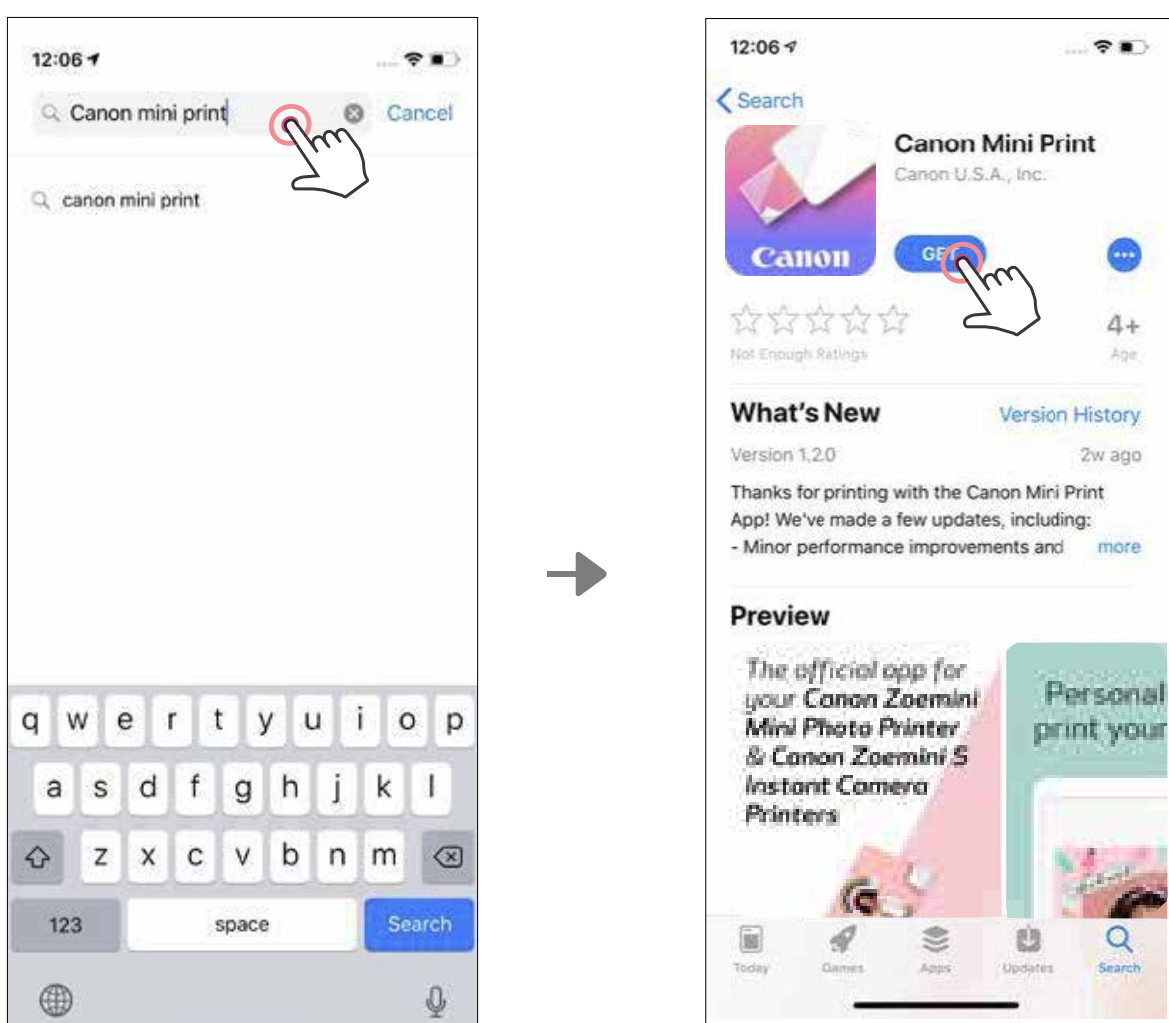 12:06
Canon mini print
Cancel
canon mini print
q w e r t y u i o p
a s d f g h j k l
z x c v b n m
123
space
Search
12:06
Search
Canon Mini Print
Canon U.S.A., Inc.
Canon
GET
4+
Not Enough Ratings
Age
What's New
Version History
Version 1.2.0
2w ago
Thanks for printing with the Canon Mini Print
App! We've made a few updates, including:
- Minor performance improvements and
more
Preview
The official app for
your Canon Zoemini
Mini Photo Printer
& Canon Zoemini S
Instant Camera
Printers
Personal
print your
Today
Games
Apps
Updates
Search